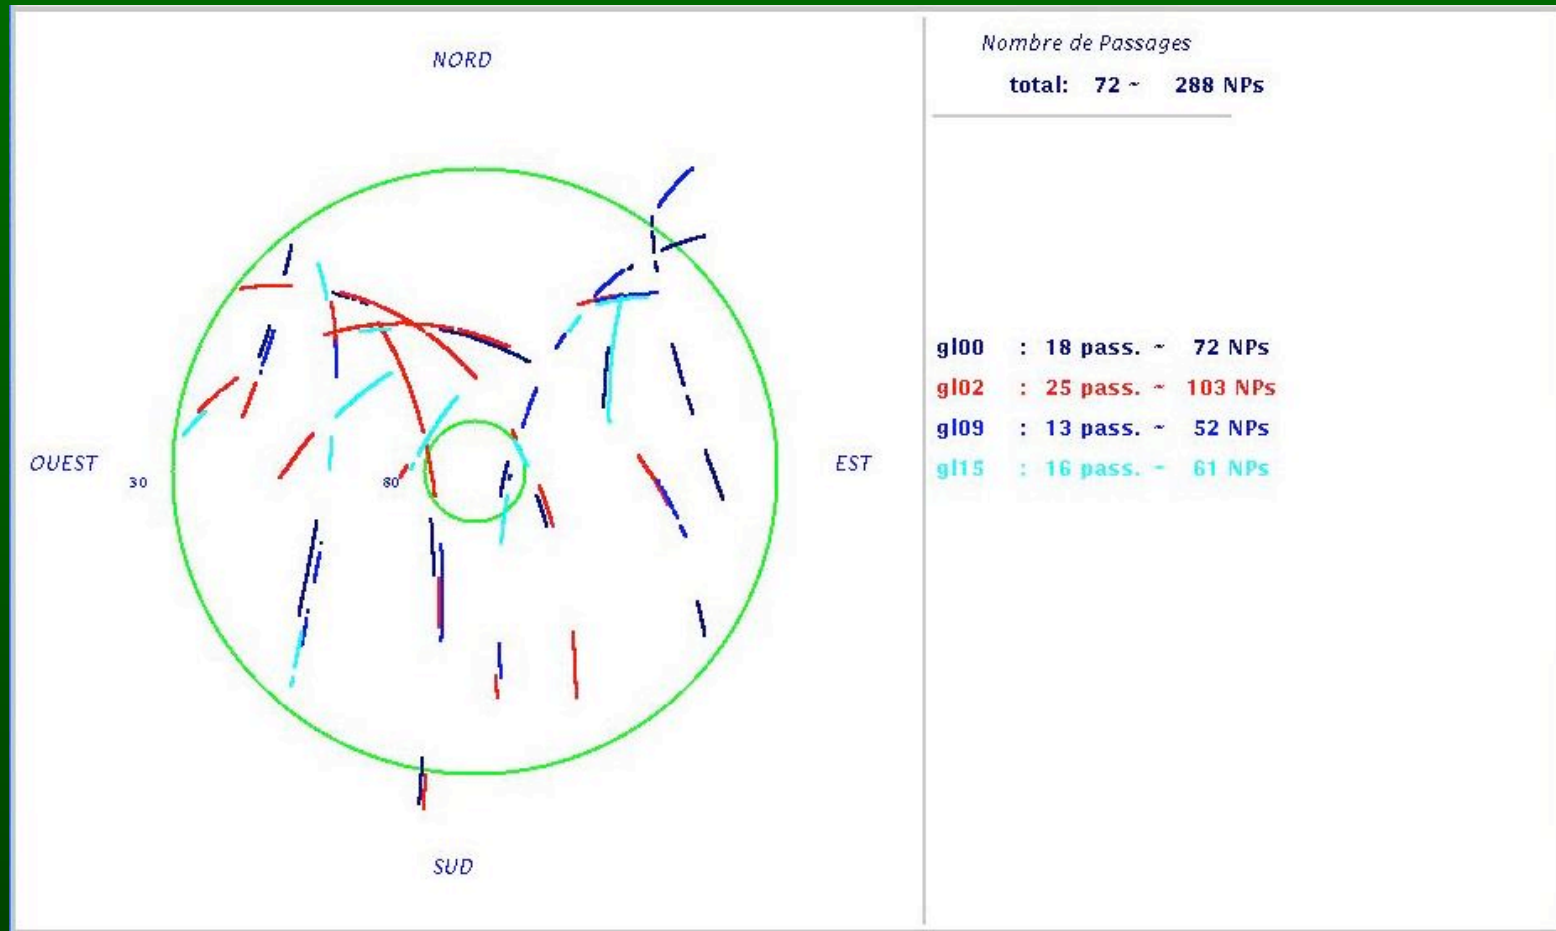 NORD
OUEST
30
80
EST
SUD
Nombre de Passages
total: 72 ~ 288 NPs
gl00 : 18 pass. ~ 72 NPs
gl02 : 25 pass. ~ 103 NPs
gl09 : 13 pass. ~ 52 NPs
gl15 : 16 pass. ~ 61 NPs